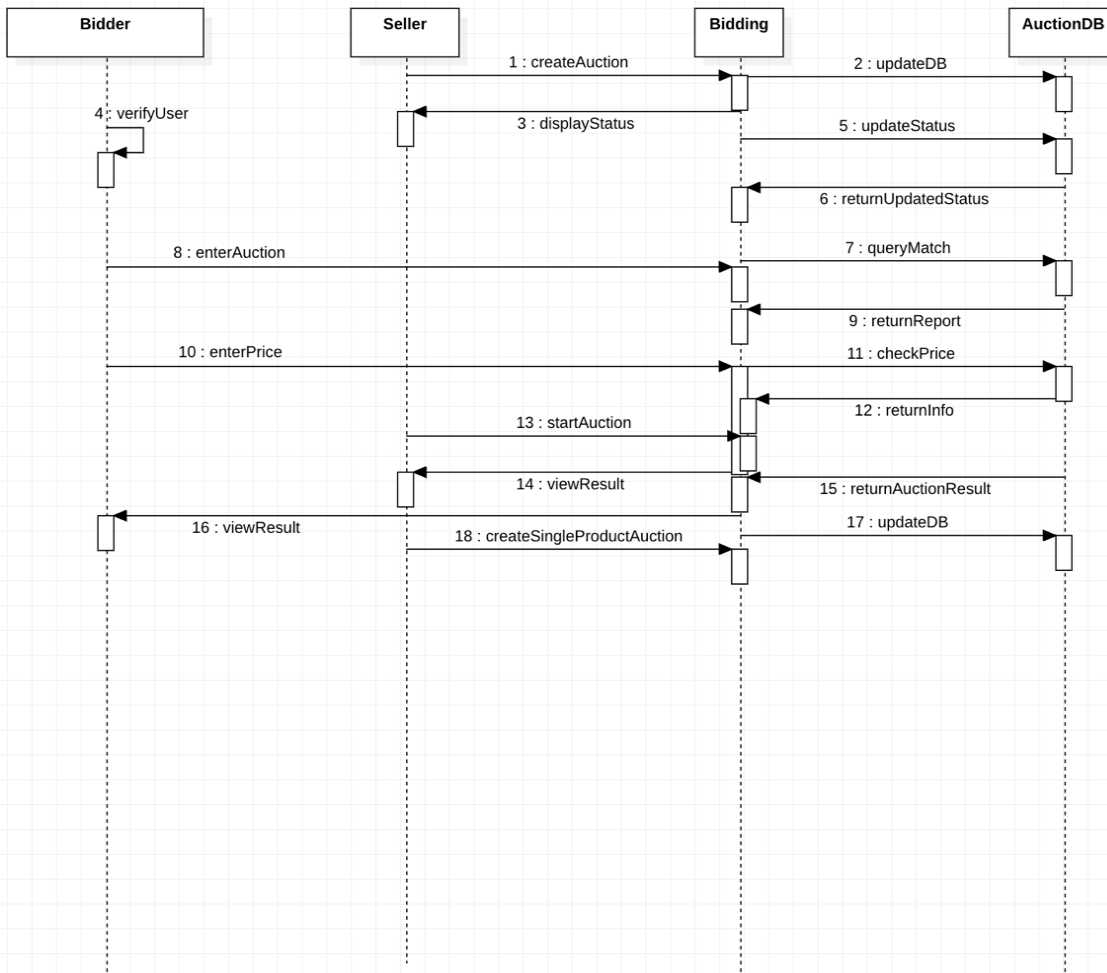 Bidder
Seller
Bidding
AuctionDB
1 : createAuction
2 : updateDB
3 : displayStatus
4 : verifyUser
5 : updateStatus
6 : returnUpdatedStatus
7 : queryMatch
8 : enterAuction
9 : returnReport
10 : enterPrice
11 : checkPrice
12 : returnInfo
13 : startAuction
14 : viewResult
15 : returnAuctionResult
16 : viewResult
17 : updateDB
18 : createSingleProductAuction